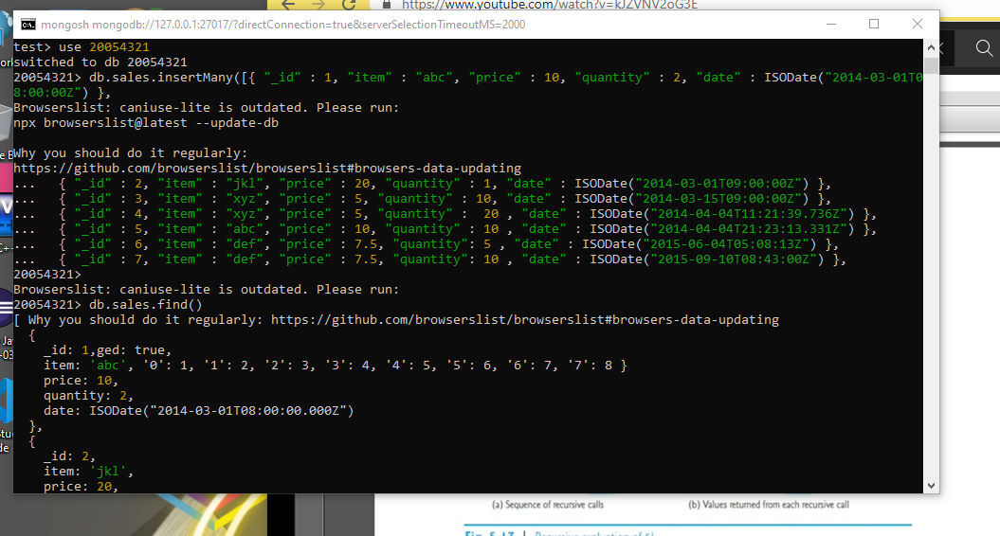 https://www.youtube.com/watch?v=kJZVNV2oG3E
mongosh mongodb://127.0.0.1:27017/?directConnection=true&serverSelectionTimeoutMS=2000
test> use 20054321
switched to db 20054321
20054321> db.sales.insertMany([{ "_id" : 1, "item" : "abc", "price" : 10, "quantity" : 2, "date" : ISODate("2014-03-01T0
8:00:00Z") },
Browserslist: caniuse-lite is outdated. Please run:
npx browserslist@latest --update-db
Why you should do it regularly:
https://github.com/browserslist/browserslist#browsers-data-updating
... { "_id" : 2, "item" : "jkl", "price" : 20, "quantity" : 1, "date" : ISODate("2014-03-01T09:00:00Z") },
... { "_id" : 3, "item" : "xyz", "price" : 5, "quantity" : 10, "date" : ISODate("2014-03-15T09:00:00Z") },
... { "_id" : 4, "item" : "xyz", "price" : 5, "quantity" :  20 , "date" : ISODate("2014-04-04T11:21:39.736Z") },
... { "_id" : 5, "item" : "abc", "price" : 10, "quantity" : 10 , "date" : ISODate("2014-04-04T21:23:13.331Z") },
... { "_id" : 6, "item" : "def", "price" : 7.5, "quantity": 5 , "date" : ISODate("2015-06-04T05:08:13Z") },
... { "_id" : 7, "item" : "def", "price" : 7.5, "quantity": 10 , "date" : ISODate("2015-09-10T08:43:00Z") },
20054321>
Browserslist: caniuse-lite is outdated. Please run:
20054321> db.sales.find()
[ Why you should do it regularly: https://github.com/browserslist/browserslist#browsers-data-updating
{
_id: 1,ged: true,
item: 'abc', '0': 1, '1': 2, '2': 3, '3': 4, '4': 5, '5': 6, '6': 7, '7': 8 }
price: 10,
quantity: 2,
date: ISODate("2014-03-01T08:00:00.000Z")
},
{
_id: 2,
item: 'jkl',
price: 20,
(a) Sequence of recursive calls
(b) Values returned from each recursive call